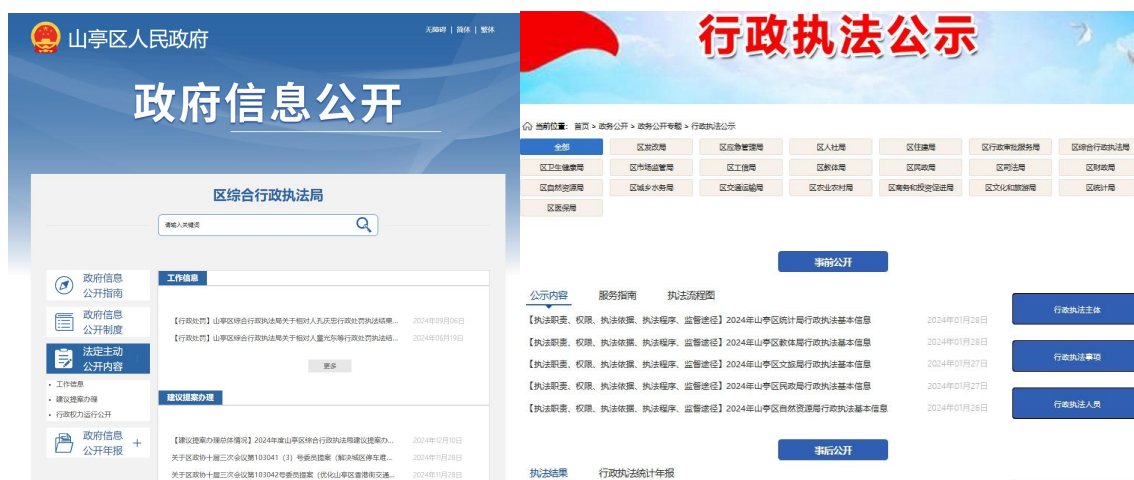 山亭区人民政府
无障碍 | 简体 | 繁体
政府信息公开
区综合行政执法局
请输入关键词
政府信息
公开指南
政府信息
公开制度
法定主动
公开内容
• 工作信息
• 建议提案办理
• 行政权力运行公开
政府信息
公开年报 +
工作信息
【行政处罚】山亭区综合行政执法局关于相对人孔庆忠行政处罚执法结果... 2024年09月06日
【行政处罚】山亭区综合行政执法局关于相对人董光东等行政处罚执法结... 2024年06月19日
更多
建议提案办理
【建议提案办理总体情况】2024年度山亭区综合行政执法局建议提案办... 2024年12月10日
关于区政协十届三次会议第103041（3）号委员提案（解决城区停车难... 2024年11月28日
关于区政协十届三次会议第103042号委员提案（优化山亭区香港街交通... 2024年11月28日
行政执法公示
当前位置： 首页 > 政务公开 > 政务公开专题 > 行政执法公示
全部 区发改局 区应急管理局 区人社局 区住建局 区行政审批服务局 区综合行政执法局
区卫生健康局 区市场监管局 区工信局 区教体局 区民政局 区司法局 区财政局
区自然资源局 区城乡水务局 区交通运输局 区农业农村局 区商务和投资促进局 区文化和旅游局 区统计局
区医保局
事前公开
公示内容 服务指南 执法流程图
【执法职责、权限、执法依据、执法程序、监督途径】2024年山亭区统计局行政执法基本信息 2024年01月28日
【执法职责、权限、执法依据、执法程序、监督途径】2024年山亭区教体局行政执法基本信息 2024年01月28日
【执法职责、权限、执法依据、执法程序、监督途径】2024年山亭区文旅局行政执法基本信息 2024年01月27日
【执法职责、权限、执法依据、执法程序、监督途径】2024年山亭区民政局行政执法基本信息 2024年01月27日
【执法职责、权限、执法依据、执法程序、监督途径】2024年山亭区自然资源局行政执法基本信息 2024年01月26日
行政执法主体
行政执法事项
行政执法人员
事后公开
执法结果 行政执法统计年报